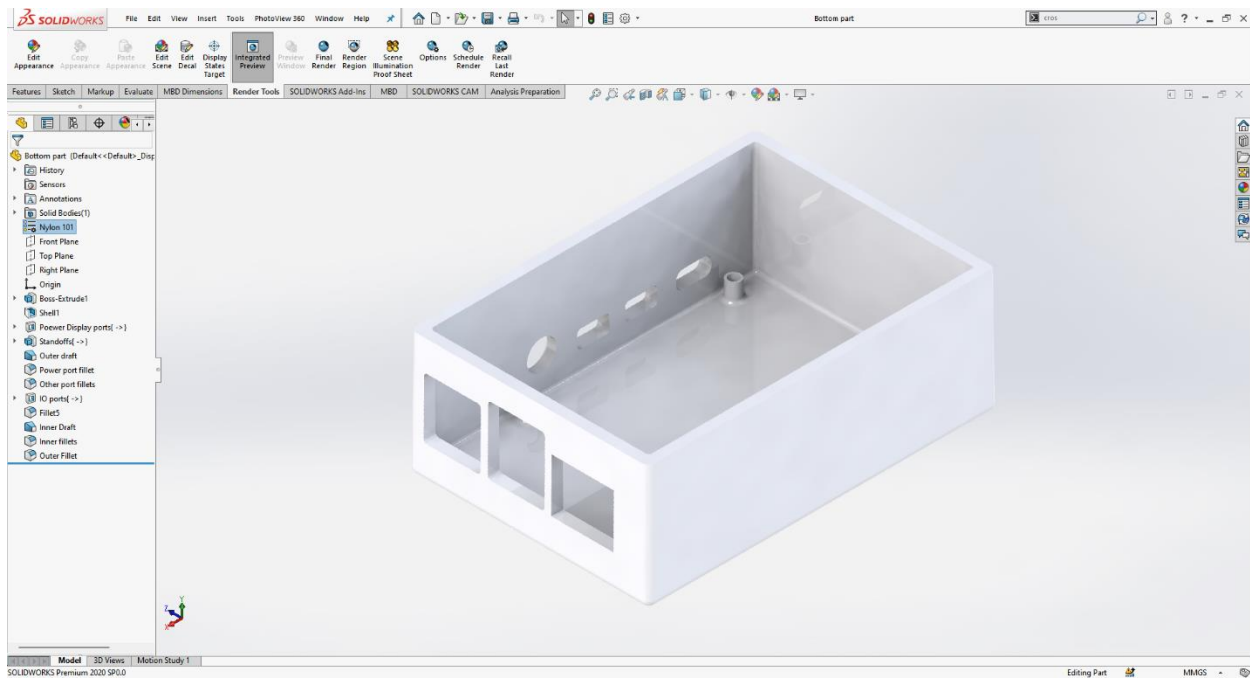 SOLIDWORKS File Edit View Insert Tools PhotoView 360 Window Help Bottom part cros
Edit Appearance Copy Appearance Paste Appearance Edit Scene Edit Decal Display States Target Integrated Preview Preview Window Final Render Render Region Scene Illumination Proof Sheet Options Schedule Render Recall Last Render
Features Sketch Markup Evaluate MBD Dimensions Render Tools SOLIDWORKS Add-Ins MBD SOLIDWORKS CAM Analysis Preparation
Bottom part (Default<<Default>_Disp
History
Sensors
Annotations
Solid Bodies(1)
Nylon 101
Front Plane
Top Plane
Right Plane
Origin
Boss-Extrude1
Shell1
Poewer Display ports{ ->}
Standoffs{ ->}
Outer draft
Power port fillet
Other port fillets
IO ports{ ->}
Fillet5
Inner Draft
Inner fillets
Outer Fillet
Z Y X
Model 3D Views Motion Study 1
SOLIDWORKS Premium 2020 SP0.0 Editing Part MMGS